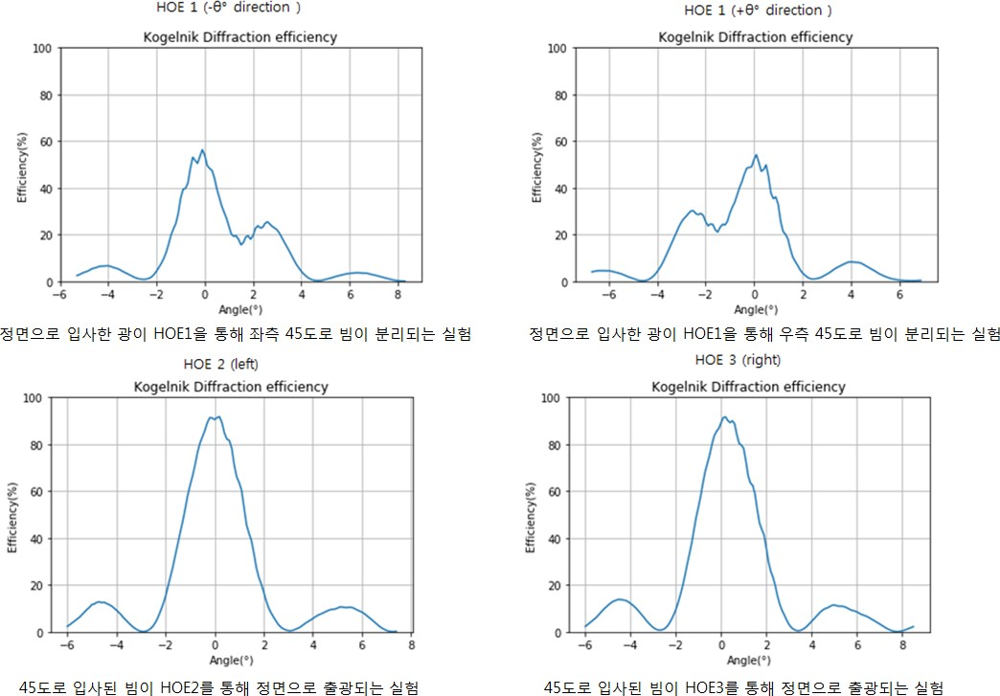 HOE 1 (-θ° direction )
Kogelnik Diffraction efficiency
100
80
60
40
20
0
Efficiency(%)
−6 −4 −2 0 2 4 6 8
Angle(°)
정면으로 입사한 광이 HOE1을 통해 좌측 45도로 빔이 분리되는 실험
HOE 1 (+θ° direction )
Kogelnik Diffraction efficiency
100
80
60
40
20
0
Efficiency(%)
−6 −4 −2 0 2 4 6
Angle(°)
정면으로 입사한 광이 HOE1을 통해 우측 45도로 빔이 분리되는 실험
HOE 2 (left)
Kogelnik Diffraction efficiency
100
80
60
40
20
0
Efficiency(%)
−6 −4 −2 0 2 4 6 8
Angle(°)
45도로 입사된 빔이 HOE2를 통해 정면으로 출광되는 실험
HOE 3 (right)
Kogelnik Diffraction efficiency
100
80
60
40
20
0
Efficiency(%)
−6 −4 −2 0 2 4 6 8
Angle(°)
45도로 입사된 빔이 HOE3를 통해 정면으로 출광되는 실험